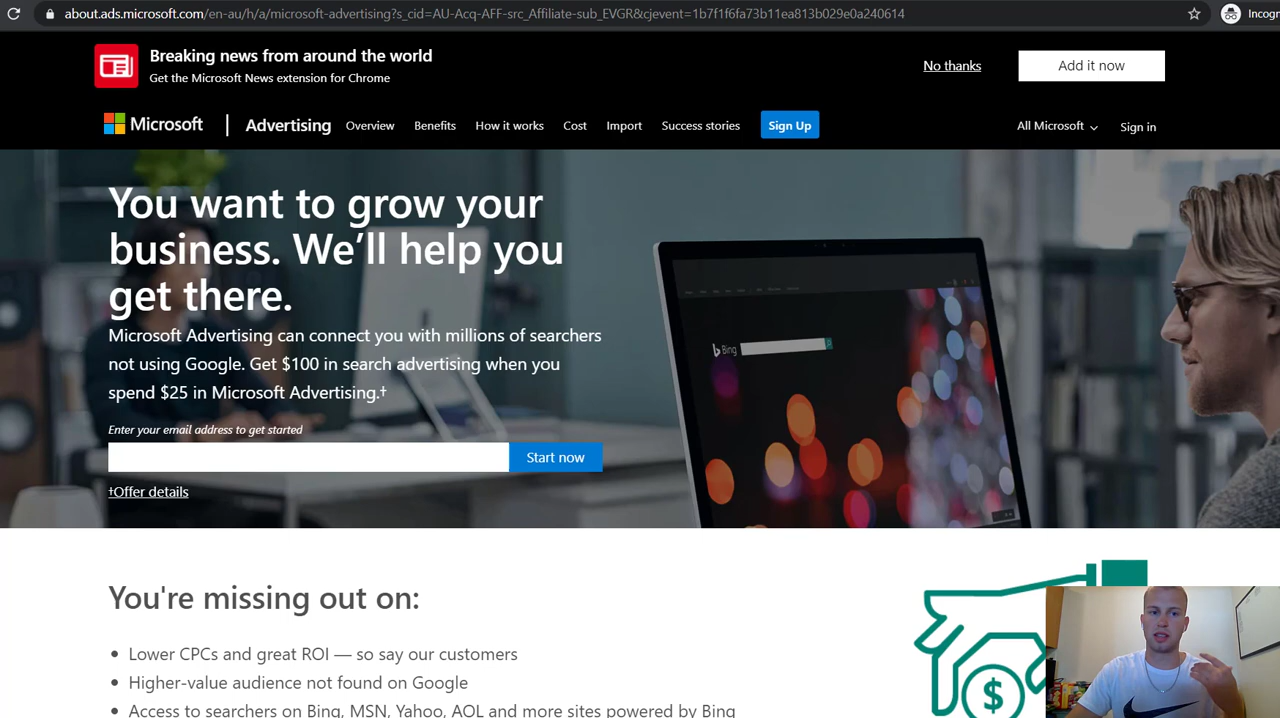 about.ads.microsoft.com/en-au/h/a/microsoft-advertising?s_cid=AU-Acq-AFF-src_Affiliate-sub_EVGR&cjevent=1b7f1f6fa73b11ea813b029e0a240614
Incogn
Breaking news from around the world
Get the Microsoft News extension for Chrome
No thanks
Add it now
Microsoft | Advertising Overview Benefits How it works Cost Import Success stories Sign Up All Microsoft Sign in
You want to grow your
business. We’ll help you
get there.
Microsoft Advertising can connect you with millions of searchers
not using Google. Get $100 in search advertising when you
spend $25 in Microsoft Advertising.†
Enter your email address to get started
Start now
†Offer details
Bing
You're missing out on:
• Lower CPCs and great ROI — so say our customers
• Higher-value audience not found on Google
• Access to searchers on Bing, MSN, Yahoo, AOL and more sites powered by Bing
$